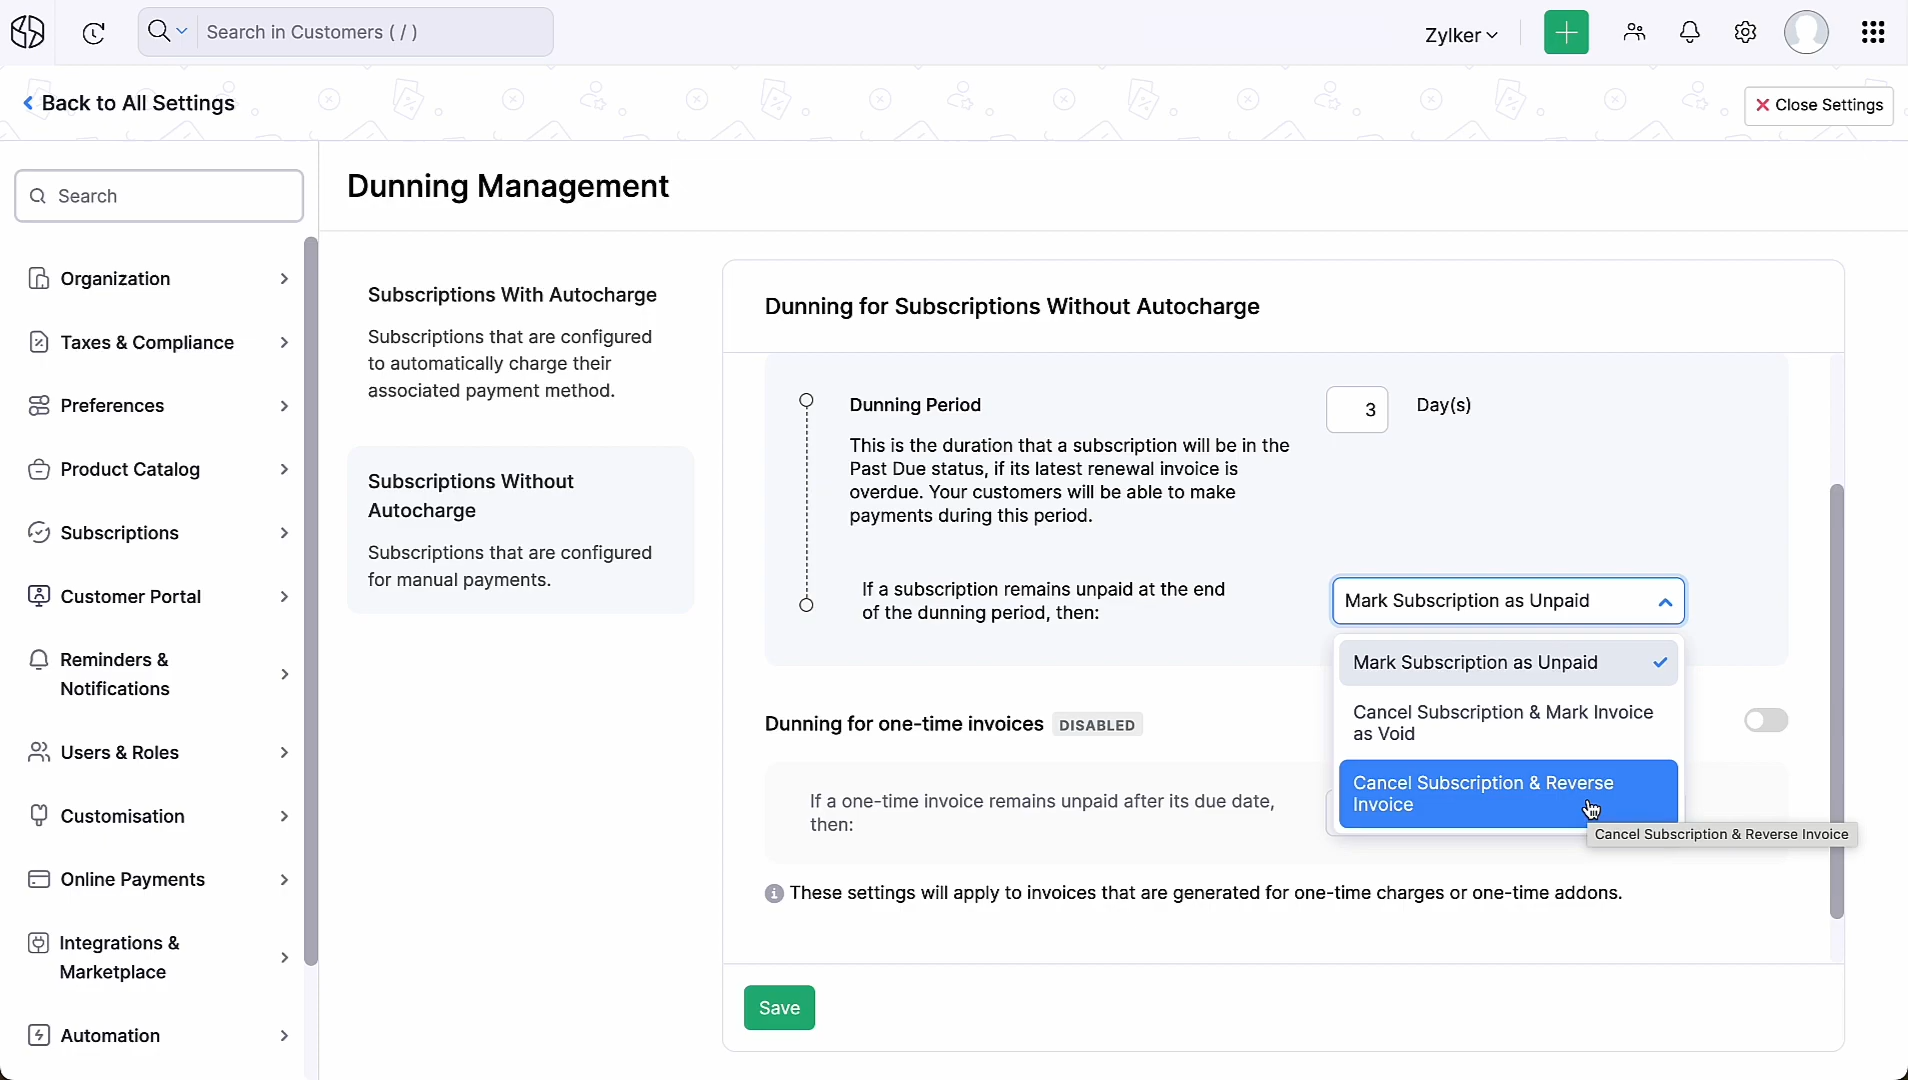 Search in Customers ( / )
Zylker
Back to All Settings
Close Settings
Search
Organization
Taxes & Compliance
Preferences
Product Catalog
Subscriptions
Customer Portal
Reminders &
Notifications
Users & Roles
Customisation
Online Payments
Integrations &
Marketplace
Automation
Dunning Management
Subscriptions With Autocharge
Subscriptions that are configured
to automatically charge their
associated payment method.
Subscriptions Without
Autocharge
Subscriptions that are configured
for manual payments.
Dunning for Subscriptions Without Autocharge
Dunning Period
3 Day(s)
This is the duration that a subscription will be in the
Past Due status, if its latest renewal invoice is
overdue. Your customers will be able to make
payments during this period.
If a subscription remains unpaid at the end
of the dunning period, then:
Mark Subscription as Unpaid
Mark Subscription as Unpaid
Cancel Subscription & Mark Invoice
as Void
Cancel Subscription & Reverse
Invoice
Cancel Subscription & Reverse Invoice
Dunning for one-time invoices DISABLED
If a one-time invoice remains unpaid after its due date,
then:
These settings will apply to invoices that are generated for one-time charges or one-time addons.
Save